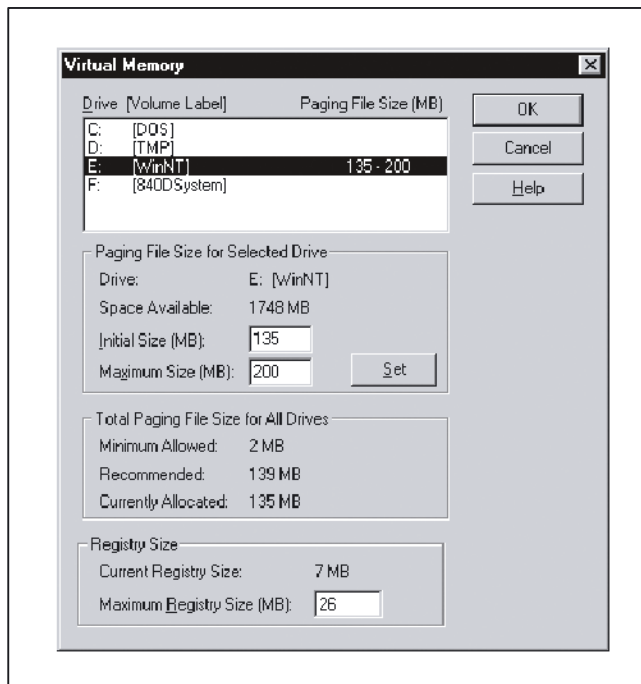 Virtual Memory
Drive [Volume Label] Paging File Size (MB)
C: [DOS]
D: [TMP]
E: [WinNT] 135 - 200
F: [840DSystem]
OK
Cancel
Help
Paging File Size for Selected Drive
Drive: E: [WinNT]
Space Available: 1748 MB
Initial Size (MB): 135
Maximum Size (MB): 200
Set
Total Paging File Size for All Drives
Minimum Allowed: 2 MB
Recommended: 139 MB
Currently Allocated: 135 MB
Registry Size
Current Registry Size: 7 MB
Maximum Registry Size (MB): 26